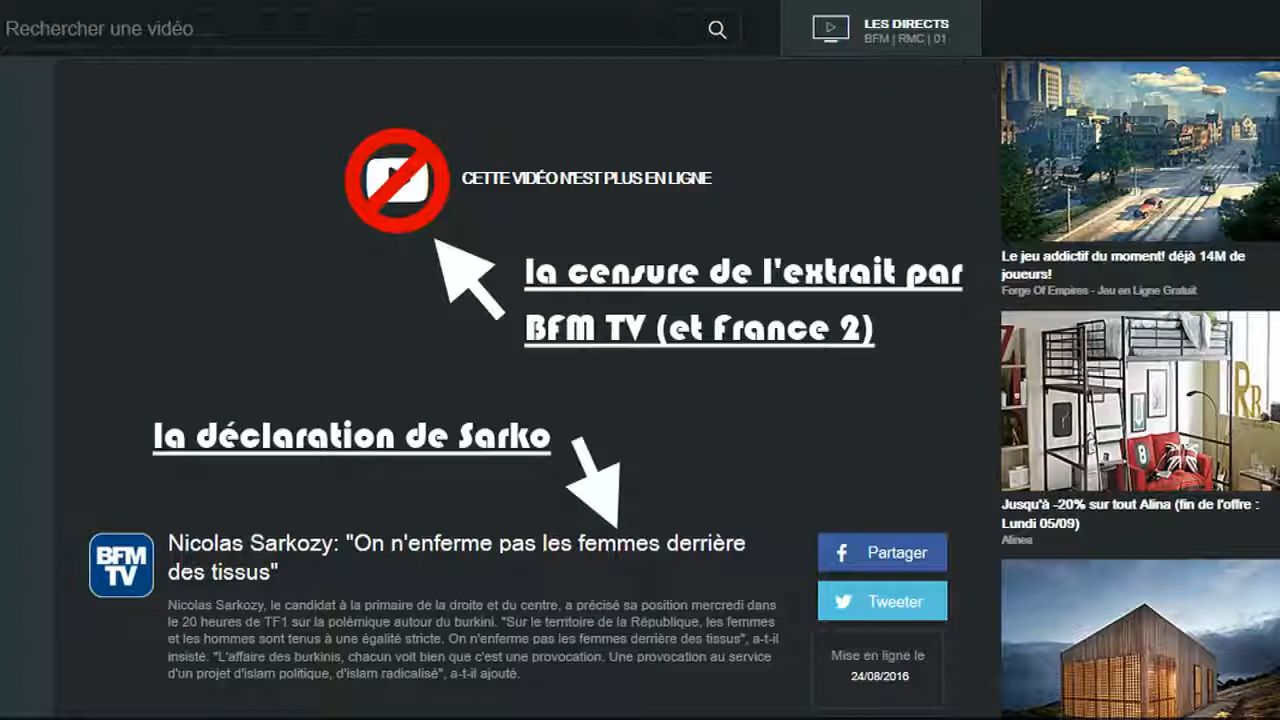 Rechercher une vidéo
LES DIRECTS
BFM | RMC | 01
CETTE VIDÉO N'EST PLUS EN LIGNE
la censure de l'extrait par
BFM TV (et France 2)
la déclaration de Sarko
BFM
TV
Nicolas Sarkozy: "On n'enferme pas les femmes derrière
des tissus"
Nicolas Sarkozy, le candidat à la primaire de la droite et du centre, a précisé sa position mercredi dans
le 20 heures de TF1 sur la polémique autour du burkini. "Sur le territoire de la République, les femmes
et les hommes sont tenus à une égalité stricte. On n'enferme pas les femmes derrière des tissus", a-t-il
insisté. "L'affaire des burkinis, chacun voit bien que c'est une provocation. Une provocation au service
d'un projet d'islam politique, d'islam radicalisé", a-t-il ajouté.
Partager
Tweeter
Mise en ligne le
24/08/2016
Le jeu addictif du moment! déjà 14M de
joueurs!
Forge Of Empires - Jeu en Ligne Gratuit
Jusqu'à -20% sur tout Alina (fin de l'offre :
Lundi 05/09)
Alinea